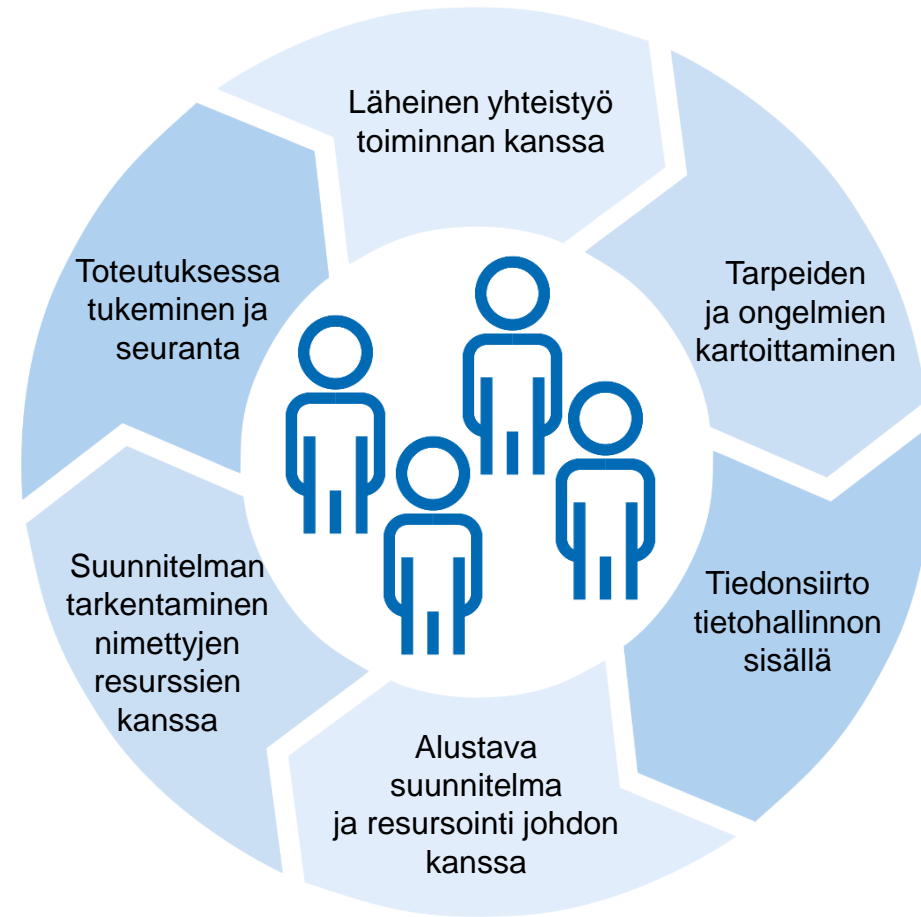 Läheinen yhteistyö
toiminnan kanssa
Tarpeiden
ja ongelmien
kartoittaminen
Tiedonsiirto
tietohallinnon
sisällä
Alustava
suunnitelma
ja resursointi johdon
kanssa
Suunnitelman
tarkentaminen
nimettyjen
resurssien
kanssa
Toteutuksessa
tukeminen ja
seuranta